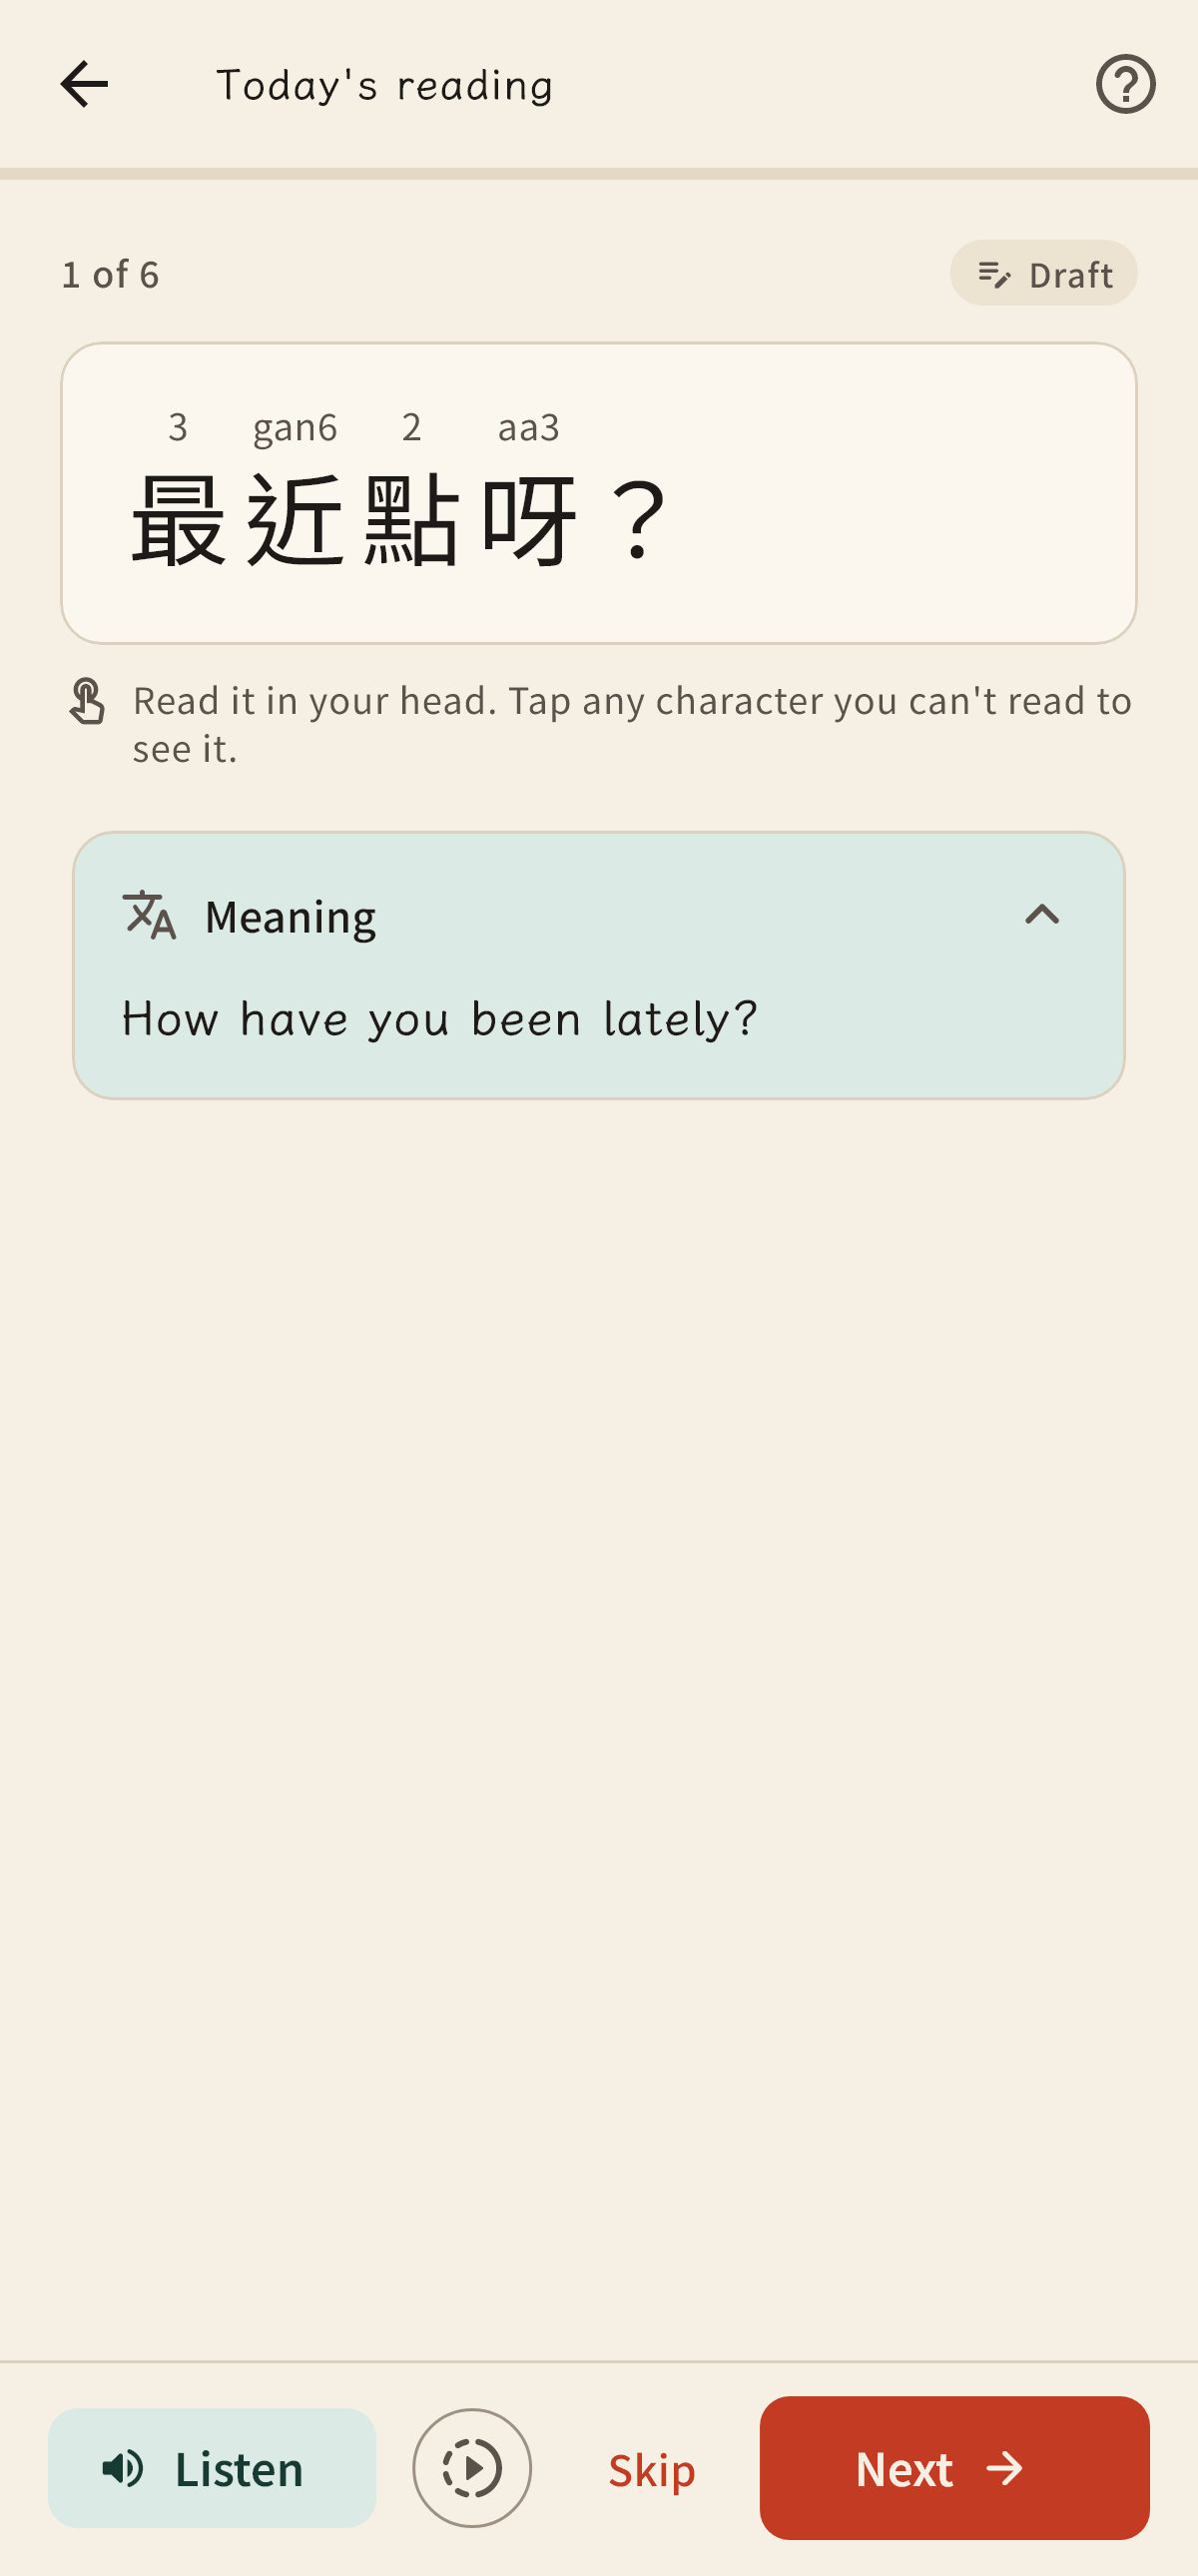 Today's reading
1 of 6
Draft
3 gan6 2 aa3
最近點呀？
Read it in your head. Tap any character you can't read to
see it.
Meaning
How have you been lately?
Listen
Skip
Next